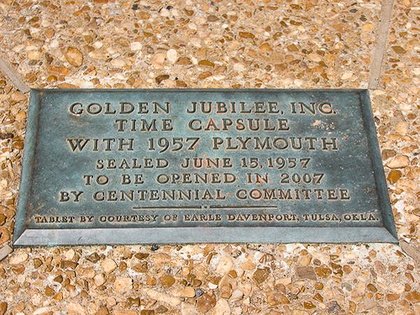 GOLDEN JUBILEE, INC.
TIME CAPSULE
WITH 1957 PLYMOUTH
SEALED JUNE 15, 1957
TO BE OPENED IN 2007
BY CENTENNIAL COMMITTEE
TABLET BY COURTESY OF EARLE DAVENPORT, TULSA, OKLA.